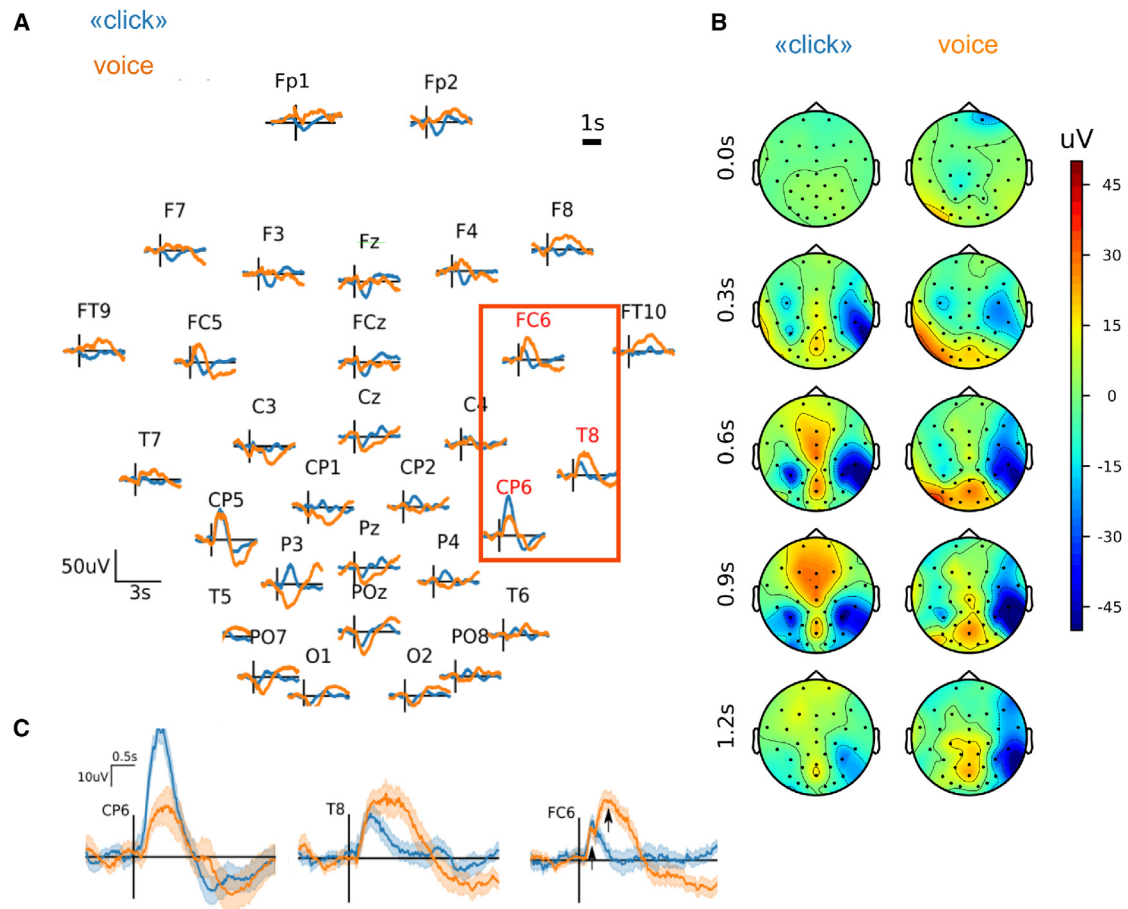 A
«click»
voice
Fp1 Fp2
1s
F7 F3 Fz F4 F8
FT9 FC5 FCz FC6 FT10
C3 Cz C4
T7 CP1 CP2 T8
CP5 CP6
P3 Pz P4
50uV
3s
T5 POz T6
PO7 O1 O2 PO8
B
«click» voice
uV
0.0s
0.3s
0.6s
0.9s
1.2s
45
30
15
0
-15
-30
-45
C
0.5s
10uV
CP6
T8
FC6